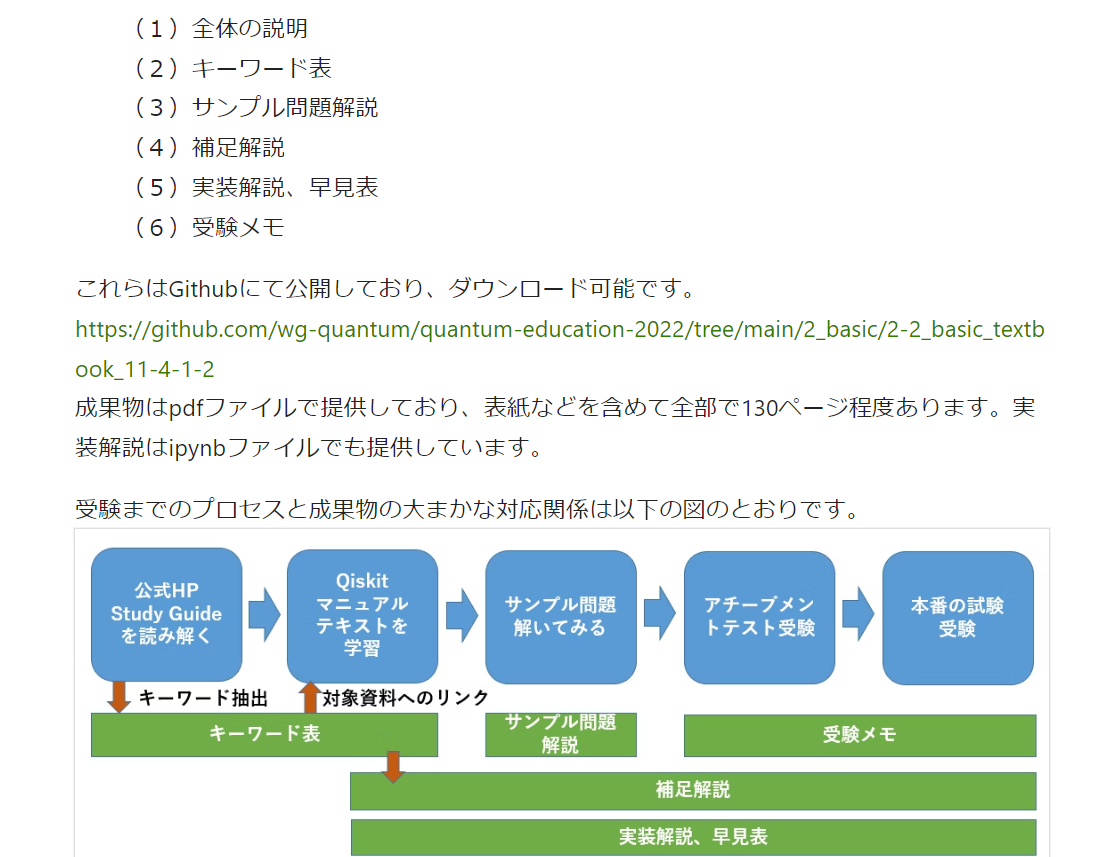 （１）全体の説明
（２）キーワード表
（３）サンプル問題解説
（４）補足解説
（５）実装解説、早見表
（６）受験メモ
これらはGithubにて公開しており、ダウンロード可能です。
https://github.com/wg-quantum/quantum-education-2022/tree/main/2_basic/2-2_basic_textb
ook_11-4-1-2
成果物はpdfファイルで提供しており、表紙などを含めて全部で130ページ程度あります。実
装解説はipynbファイルでも提供しています。
受験までのプロセスと成果物の大まかな対応関係は以下の図のとおりです。
公式HP
Study Guide
を読み解く
Qiskit
マニュアル
テキストを
学習
サンプル問題
解いてみる
アチーブメン
トテスト受験
本番の試験
受験
キーワード抽出
対象資料へのリンク
キーワード表
サンプル問題
解説
受験メモ
補足解説
実装解説、早見表